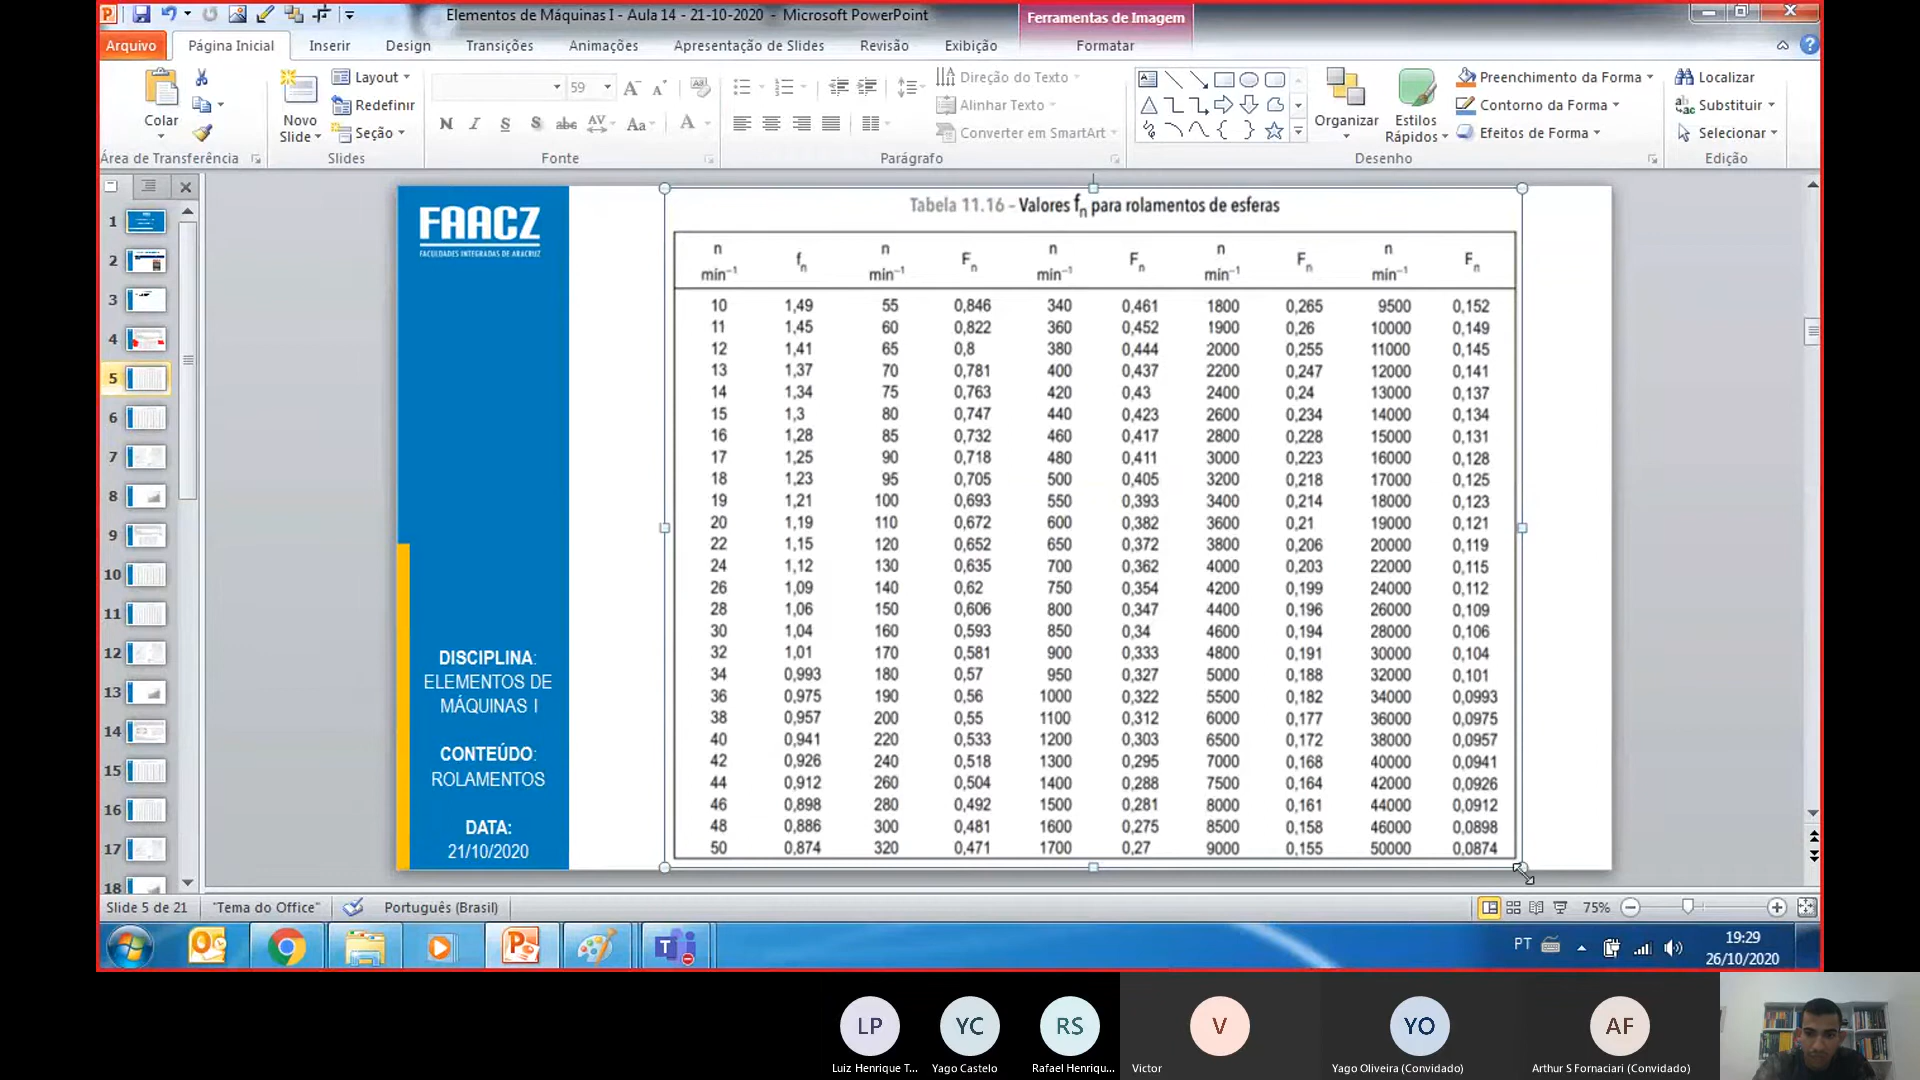 Elementos de Máquinas I - Aula 14 - 21-10-2020 - Microsoft PowerPoint
Ferramentas de Imagem
Arquivo Página Inicial Inserir Design Transições Animações Apresentação de Slides Revisão Exibição Formatar
Colar
Área de Transferência
Novo
Slide
Layout
Redefinir
Seção
Slides
59
N I S S abc AV Aa A
Fonte
Direção do Texto
Alinhar Texto
Converter em SmartArt
Parágrafo
Organizar
Estilos
Rápidos
Preenchimento da Forma
Contorno da Forma
Efeitos de Forma
Desenho
Localizar
Substituir
Selecionar
Edição
1
2
3
4
5
6
7
8
9
10
11
12
13
14
15
16
17
18
FAACZ
FACULDADES INTEGRADAS DE ARACRUZ
DISCIPLINA:
ELEMENTOS DE
MÁQUINAS I
CONTEÚDO:
ROLAMENTOS
DATA:
21/10/2020
Tabela 11.16 - Valores fn para rolamentos de esferas
n fn n Fn n Fn n Fn n Fn
min⁻¹ min⁻¹ min⁻¹ min⁻¹ min⁻¹
10 1,49 55 0,846 340 0,461 1800 0,265 9500 0,152
11 1,45 60 0,822 360 0,452 1900 0,26 10000 0,149
12 1,41 65 0,8 380 0,444 2000 0,255 11000 0,145
13 1,37 70 0,781 400 0,437 2200 0,247 12000 0,141
14 1,34 75 0,763 420 0,43 2400 0,24 13000 0,137
15 1,3 80 0,747 440 0,423 2600 0,234 14000 0,134
16 1,28 85 0,732 460 0,417 2800 0,228 15000 0,131
17 1,25 90 0,718 480 0,411 3000 0,223 16000 0,128
18 1,23 95 0,705 500 0,405 3200 0,218 17000 0,125
19 1,21 100 0,693 550 0,393 3400 0,214 18000 0,123
20 1,19 110 0,672 600 0,382 3600 0,21 19000 0,121
22 1,15 120 0,652 650 0,372 3800 0,206 20000 0,119
24 1,12 130 0,635 700 0,362 4000 0,203 22000 0,115
26 1,09 140 0,62 750 0,354 4200 0,199 24000 0,112
28 1,06 150 0,606 800 0,347 4400 0,196 26000 0,109
30 1,04 160 0,593 850 0,34 4600 0,194 28000 0,106
32 1,01 170 0,581 900 0,333 4800 0,191 30000 0,104
34 0,993 180 0,57 950 0,327 5000 0,188 32000 0,101
36 0,975 190 0,56 1000 0,322 5500 0,182 34000 0,0993
38 0,957 200 0,55 1100 0,312 6000 0,177 36000 0,0975
40 0,941 220 0,533 1200 0,303 6500 0,172 38000 0,0957
42 0,926 240 0,518 1300 0,295 7000 0,168 40000 0,0941
44 0,912 260 0,504 1400 0,288 7500 0,164 42000 0,0926
46 0,898 280 0,492 1500 0,281 8000 0,161 44000 0,0912
48 0,886 300 0,481 1600 0,275 8500 0,158 46000 0,0898
50 0,874 320 0,471 1700 0,27 9000 0,155 50000 0,0874
Slide 5 de 21 "Tema do Office" Português (Brasil) 75%
PT
19:29
26/10/2020
LP YC RS V YO AF
Luiz Henrique T... Yago Castelo Rafael Henriqu... Victor Yago Oliveira (Convidado) Arthur S Fornaciari (Convidado)